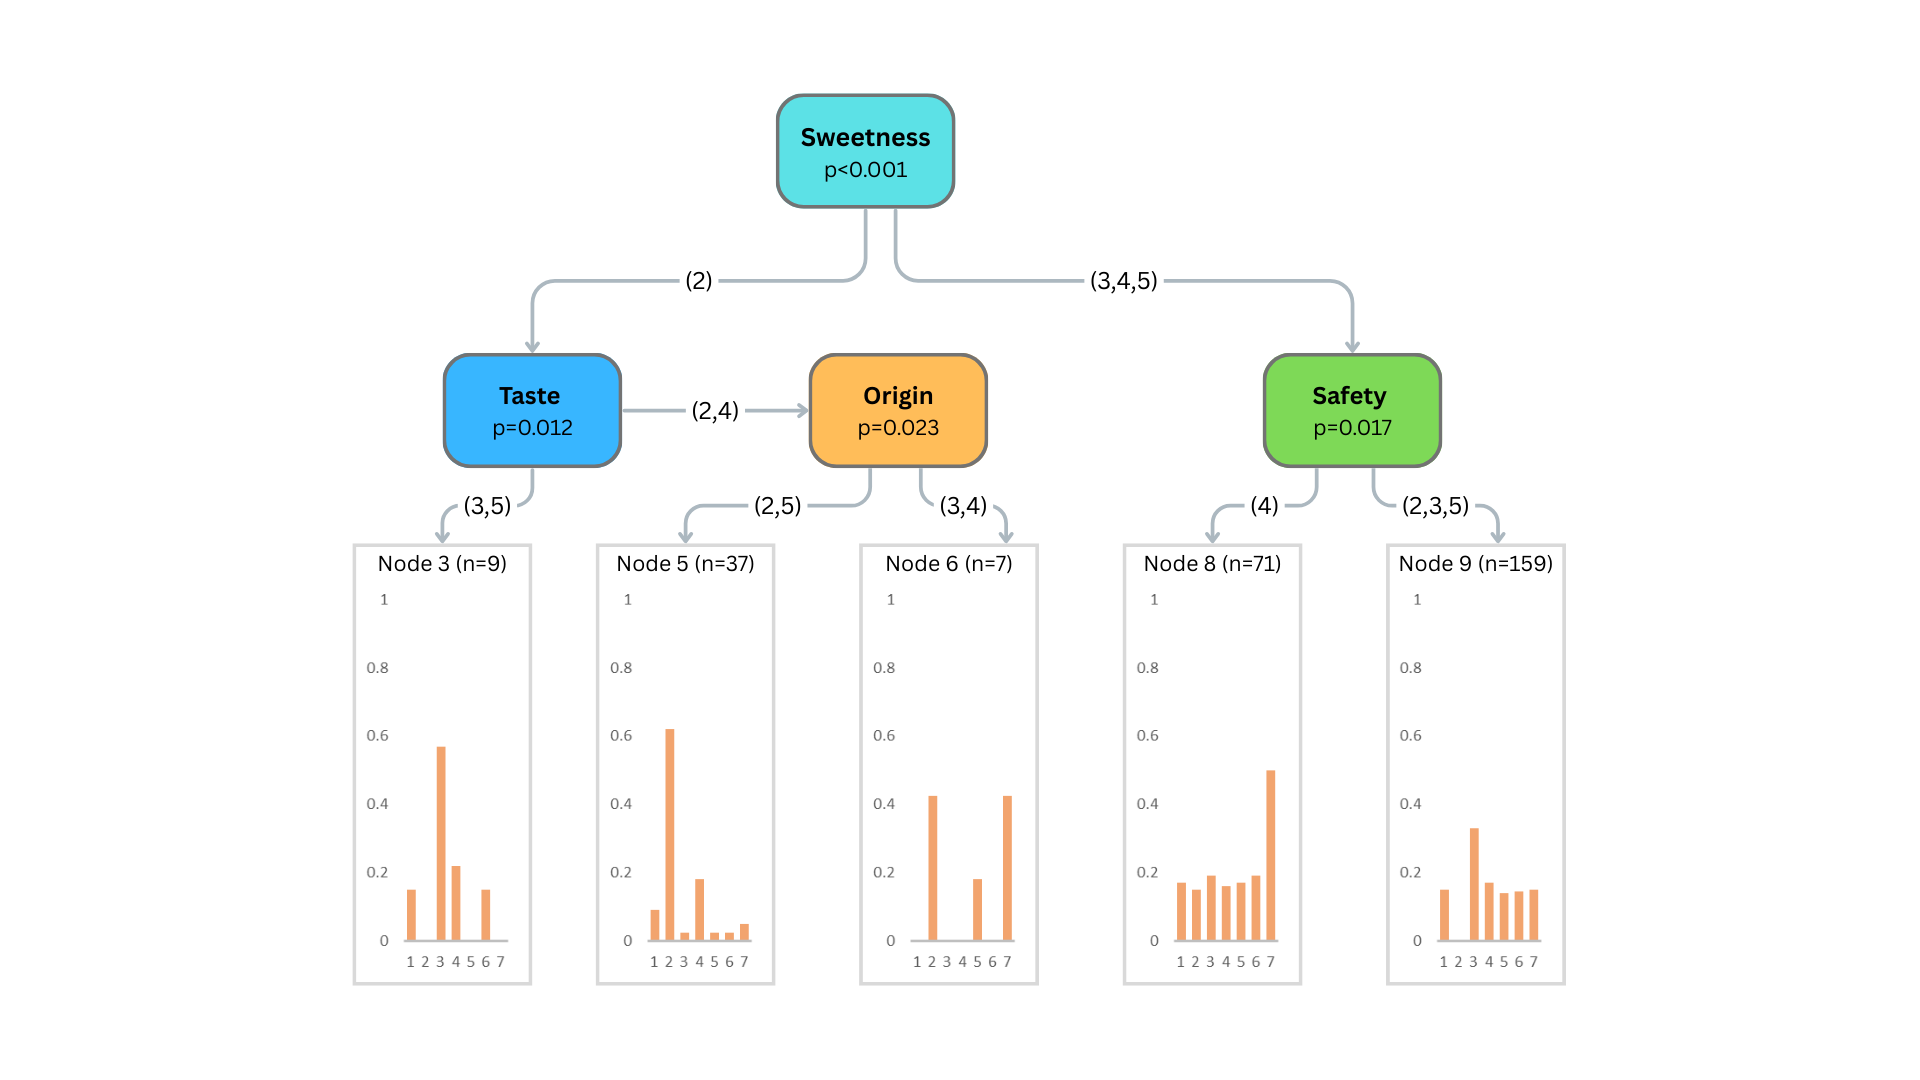 Sweetness
p<0.001
(2)
(3,4,5)
Taste
p=0.012
(2,4)
Origin
p=0.023
Safety
p=0.017
(3,5)
(2,5)
(3,4)
(4)
(2,3,5)
Node 3 (n=9)
1
0.8
0.6
0.4
0.2
0
1 2 3 4 5 6 7
Node 5 (n=37)
1
0.8
0.6
0.4
0.2
0
1 2 3 4 5 6 7
Node 6 (n=7)
1
0.8
0.6
0.4
0.2
0
1 2 3 4 5 6 7
Node 8 (n=71)
1
0.8
0.6
0.4
0.2
0
1 2 3 4 5 6 7
Node 9 (n=159)
1
0.8
0.6
0.4
0.2
0
1 2 3 4 5 6 7